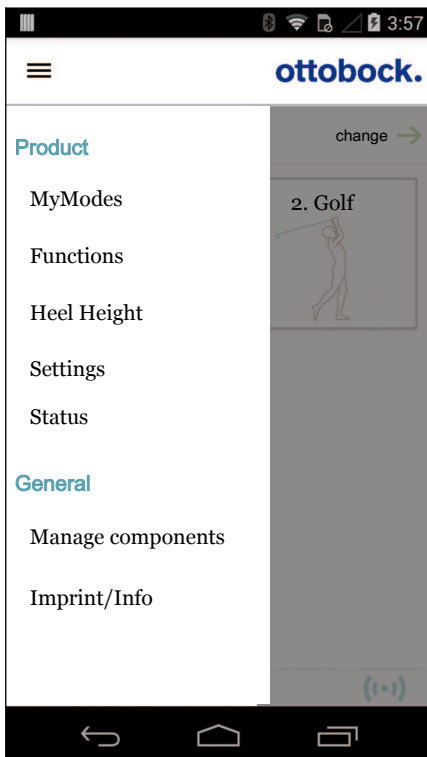 3:57
ottobock.
change
Product
MyModes
2. Golf
Functions
Heel Height
Settings
Status
General
Manage components
Imprint/Info